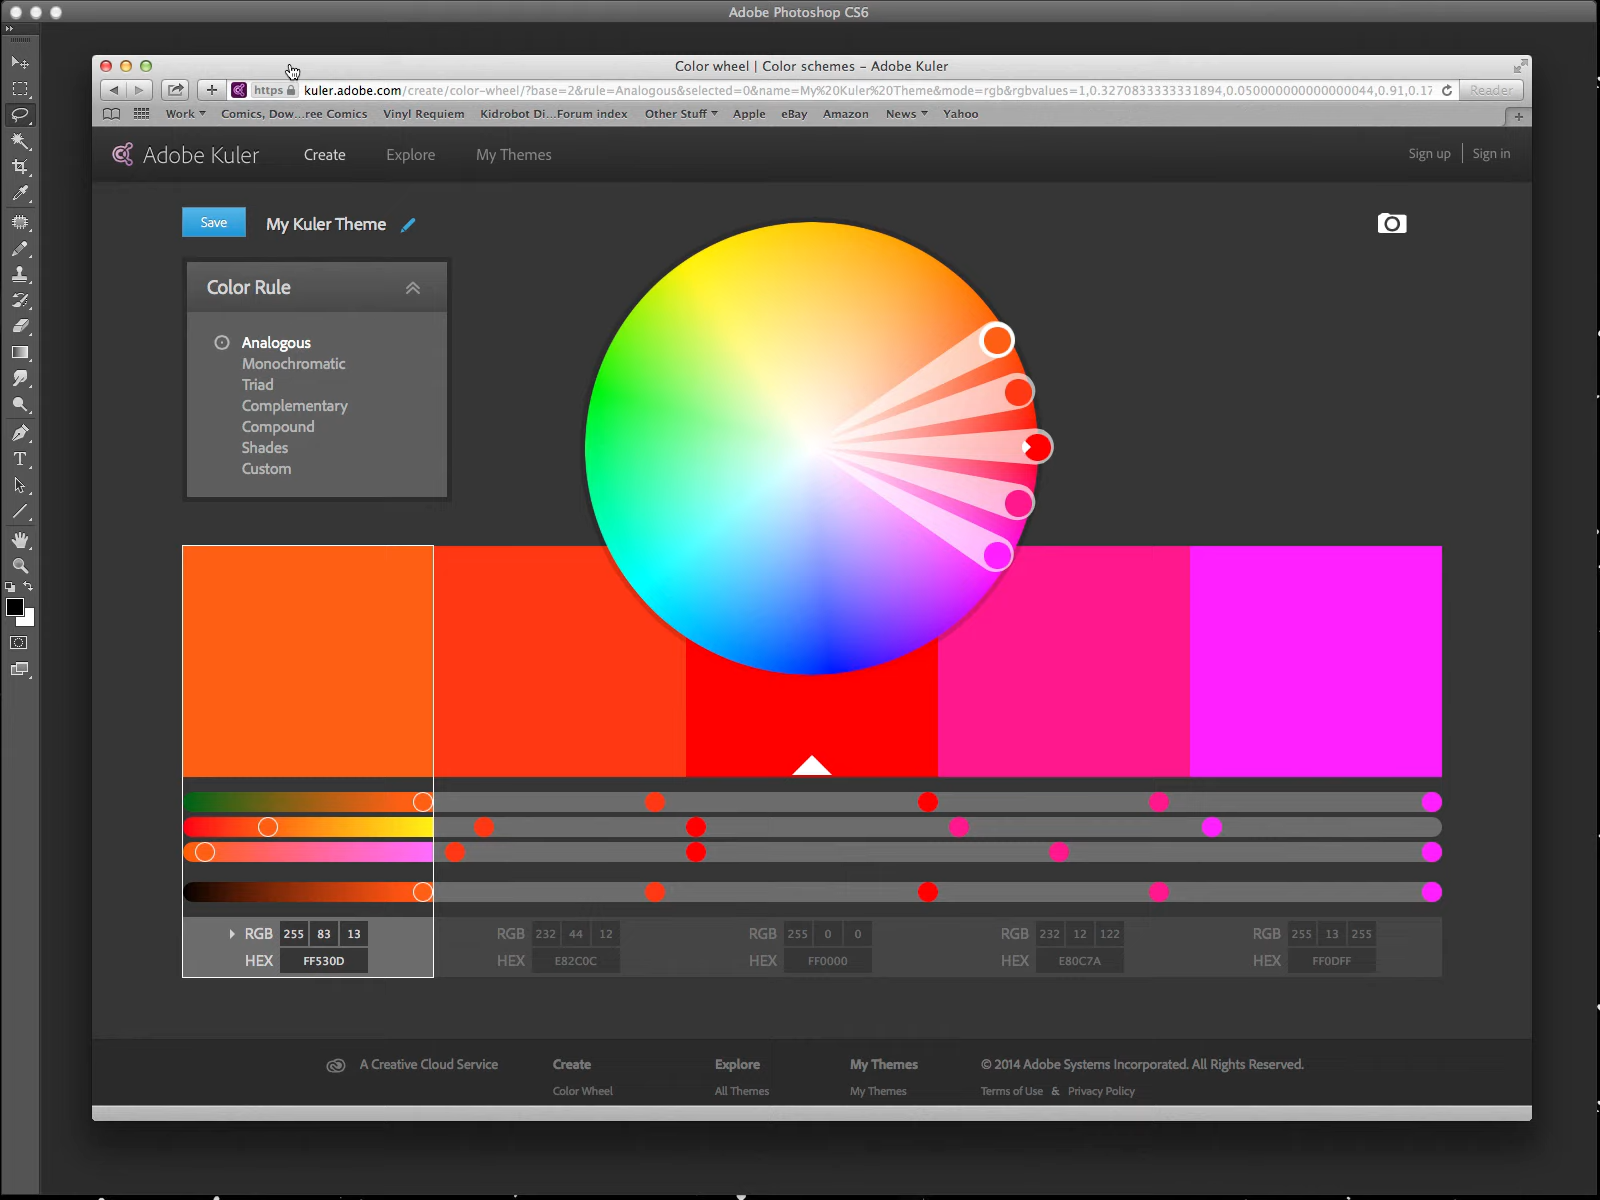 Adobe Photoshop CS6
Color wheel | Color schemes – Adobe Kuler
https kuler.adobe.com/create/color-wheel/?base=2&rule=Analogous&selected=0&name=My%20Kuler%20Theme&mode=rgb&rgbvalues=1,0.3270833333331894,0.050000000000000044,0.91,0.17 Reader
Work Comics, Dow...ree Comics Vinyl Requiem Kidrobot Di...Forum index Other Stuff Apple eBay Amazon News Yahoo
Adobe Kuler Create Explore My Themes Sign up Sign in
Save My Kuler Theme
Color Rule
Analogous
Monochromatic
Triad
Complementary
Compound
Shades
Custom
RGB 255 83 13 RGB 232 44 12 RGB 255 0 0 RGB 232 12 122 RGB 255 13 255
HEX FF530D HEX E82C0C HEX FF0000 HEX E80C7A HEX FF0DFF
A Creative Cloud Service Create Explore My Themes © 2014 Adobe Systems Incorporated. All Rights Reserved.
Color Wheel All Themes My Themes Terms of Use & Privacy Policy